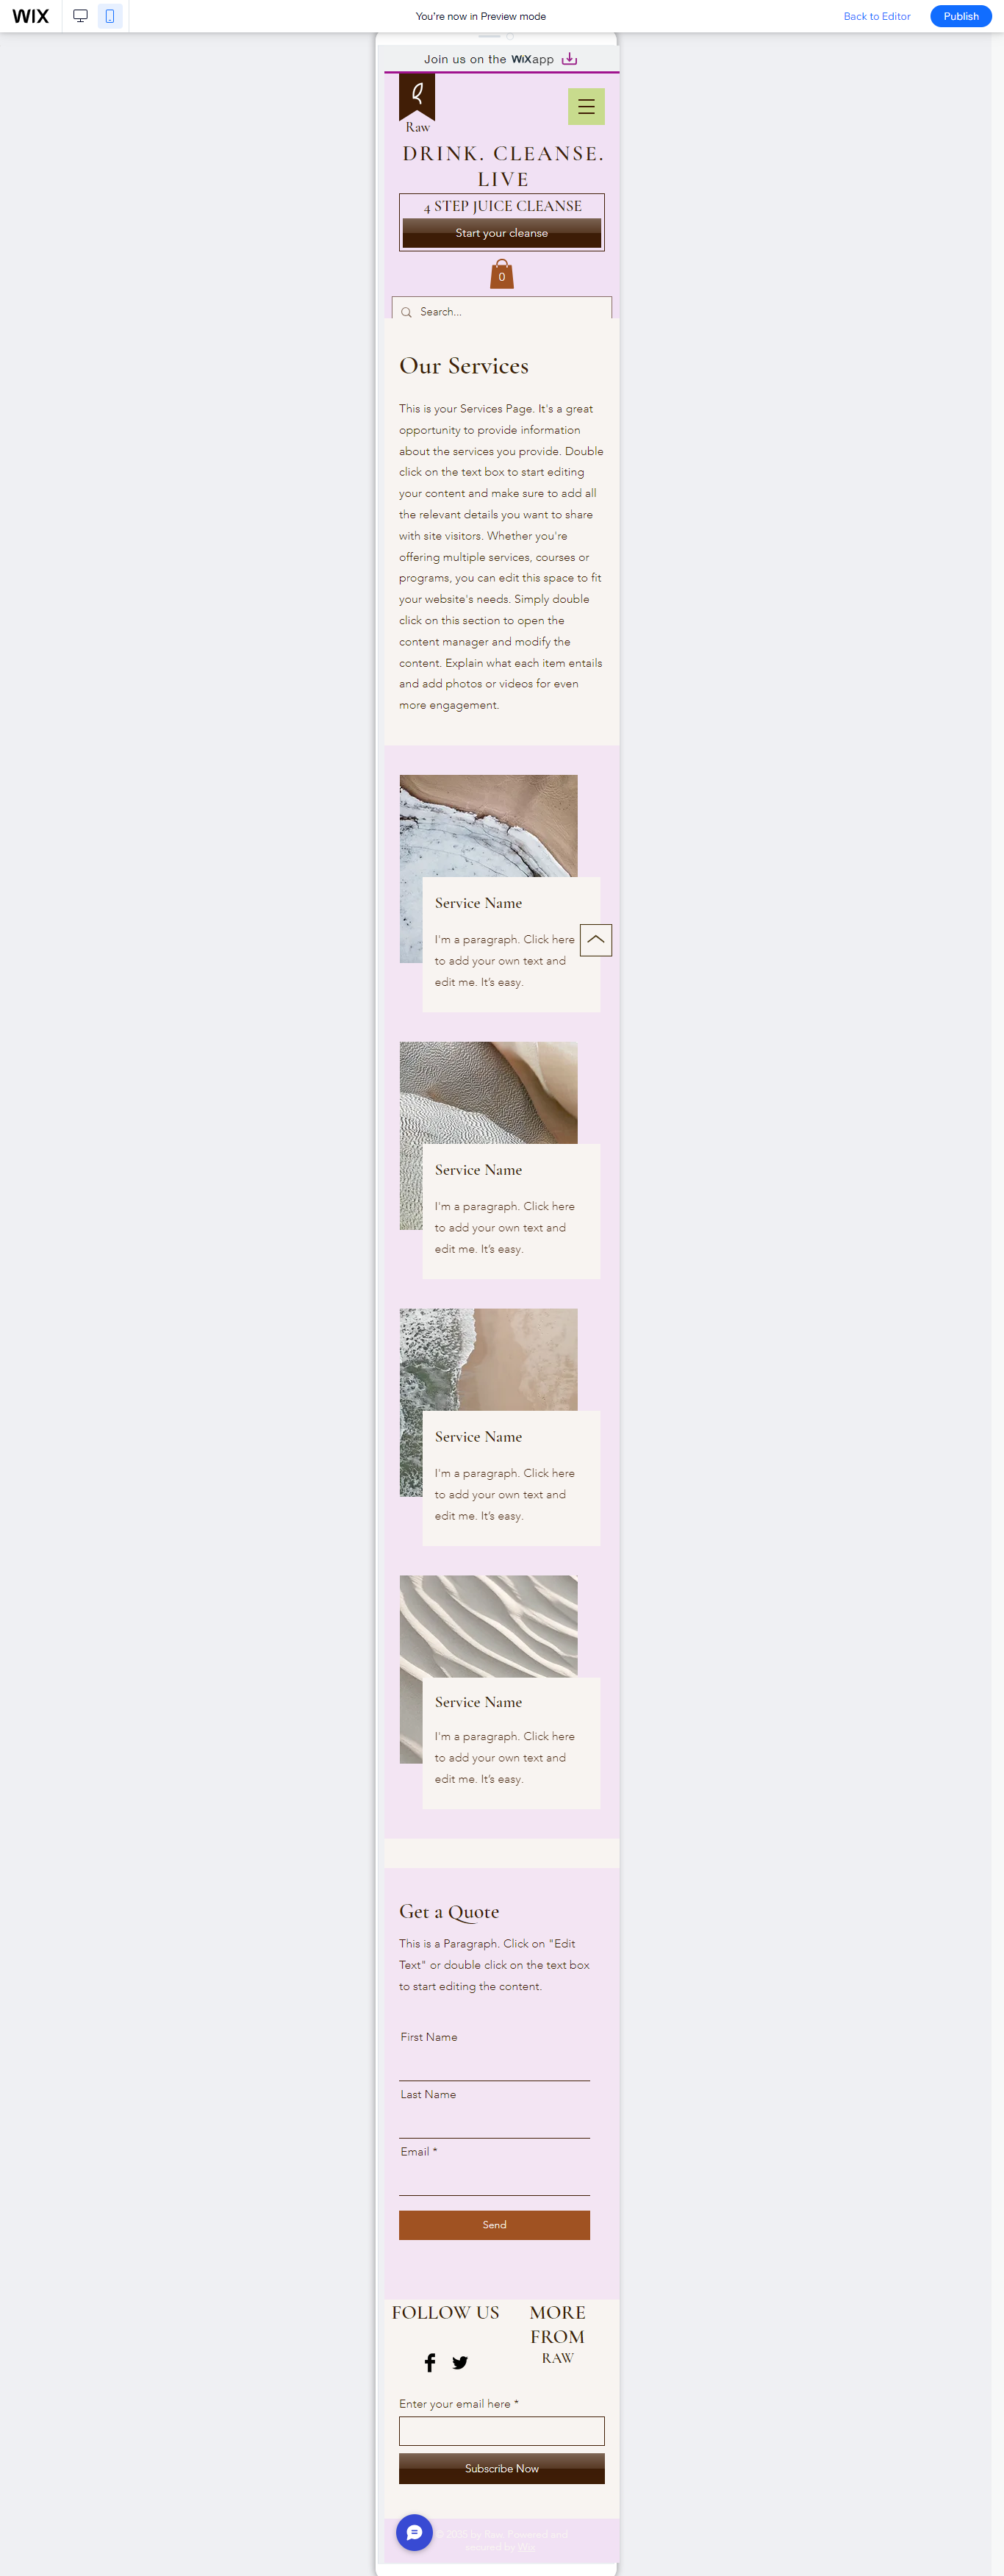 WIX
You're now in Preview mode
Back to Editor
Publish
Join us on the WiX app
Raw
DRINK. CLEANSE.
LIVE
4 STEP JUICE CLEANSE
Start your cleanse
0
Search...
Our Services
This is your Services Page. It's a great
opportunity to provide information
about the services you provide. Double
click on the text box to start editing
your content and make sure to add all
the relevant details you want to share
with site visitors. Whether you're
offering multiple services, courses or
programs, you can edit this space to fit
your website's needs. Simply double
click on this section to open the
content manager and modify the
content. Explain what each item entails
and add photos or videos for even
more engagement.
Service Name
I'm a paragraph. Click here
to add your own text and
edit me. It's easy.
Service Name
I'm a paragraph. Click here
to add your own text and
edit me. It's easy.
Service Name
I'm a paragraph. Click here
to add your own text and
edit me. It's easy.
Service Name
I'm a paragraph. Click here
to add your own text and
edit me. It's easy.
Get a Quote
This is a Paragraph. Click on "Edit
Text" or double click on the text box
to start editing the content.
First Name
Last Name
Email *
Send
FOLLOW US
MORE
FROM
RAW
Enter your email here *
Subscribe Now
by Raw. Powered and
secured by Wix